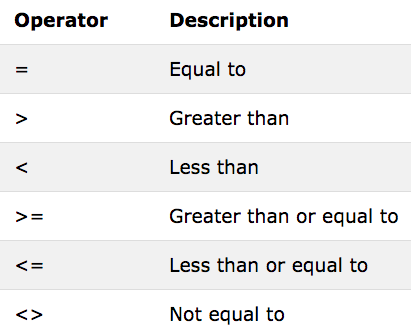 Operator Description
= Equal to
> Greater than
< Less than
>= Greater than or equal to
<= Less than or equal to
<> Not equal to